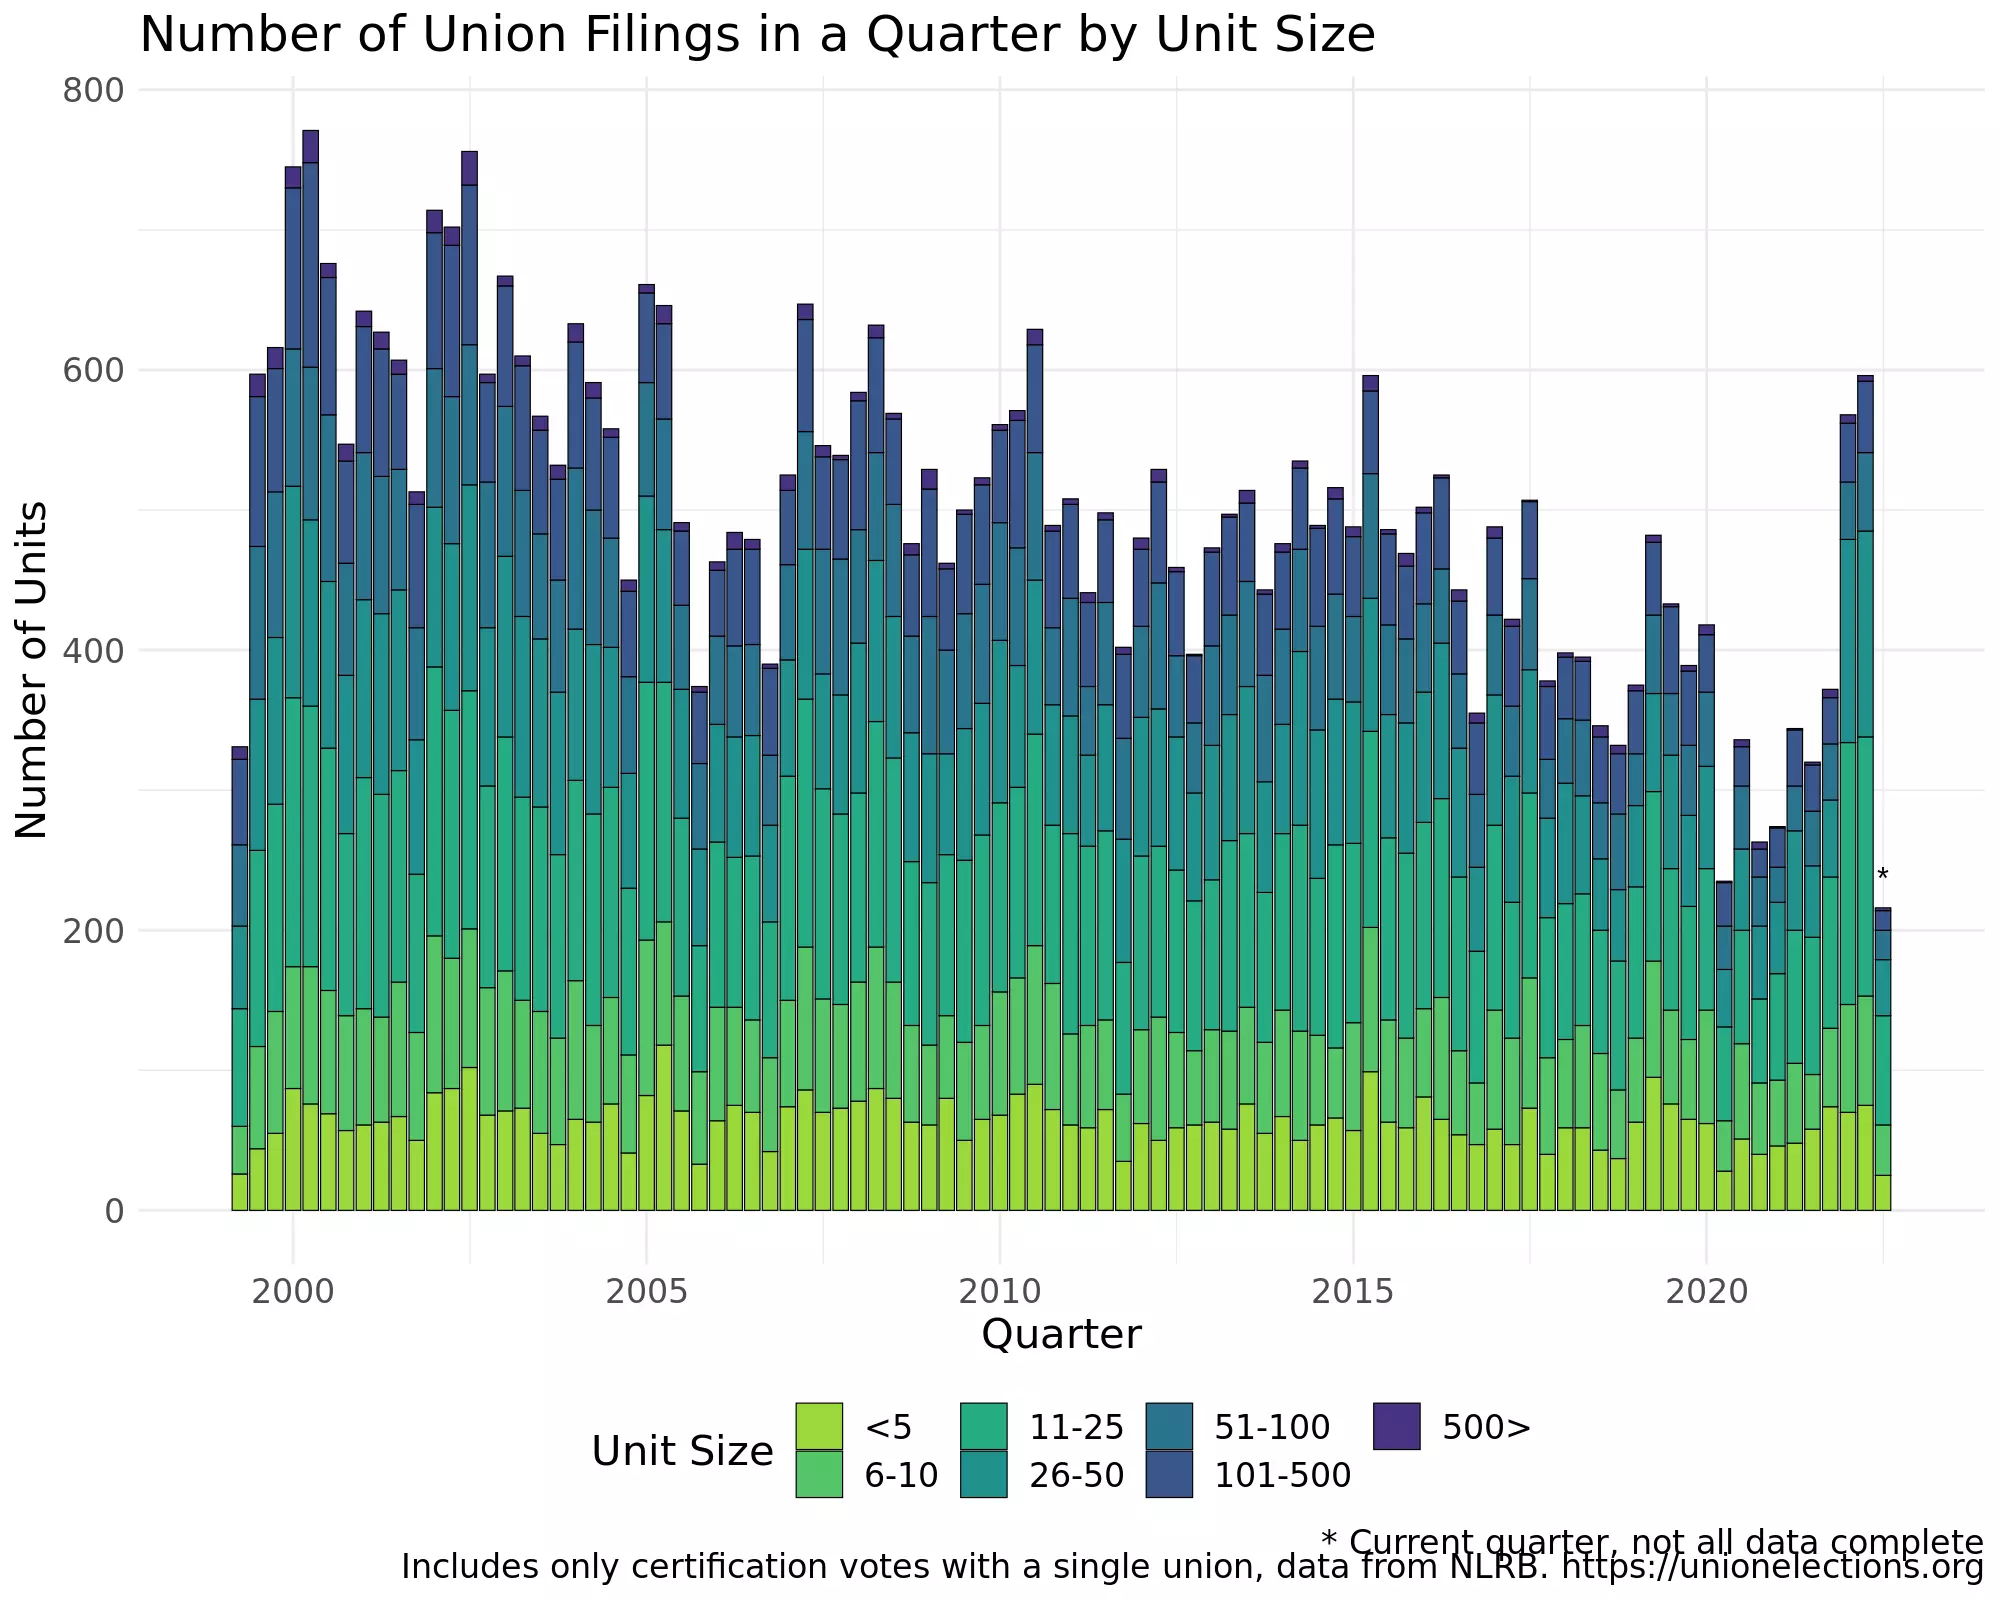 Number of Union Filings in a Quarter by Unit Size
800
600
400
200
0
Number of Units
*
2000 2005 2010 2015 2020
Quarter
Unit Size
<5 11-25 51-100 500>
6-10 26-50 101-500
* Current quarter, not all data complete
Includes only certification votes with a single union, data from NLRB. https://unionelections.org